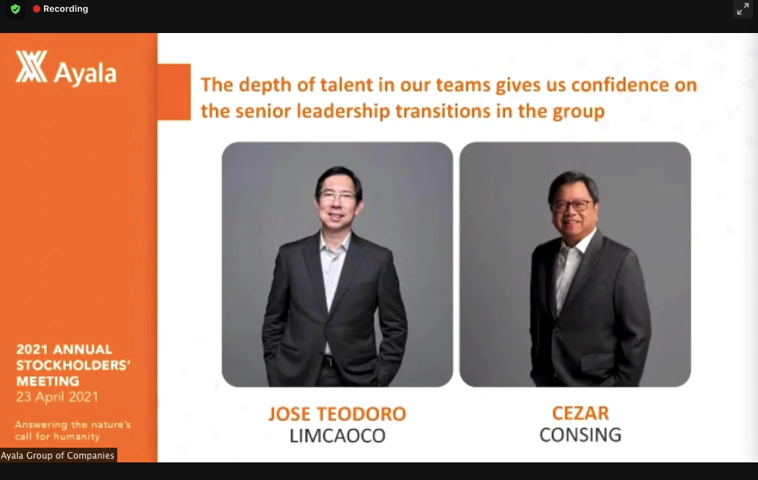 Recording
Ayala
The depth of talent in our teams gives us confidence on
the senior leadership transitions in the group
JOSE TEODORO
LIMCAOCO
CEZAR
CONSING
2021 ANNUAL
STOCKHOLDERS'
MEETING
23 April 2021
Answering the nature's
call for humanity
Ayala Group of Companies